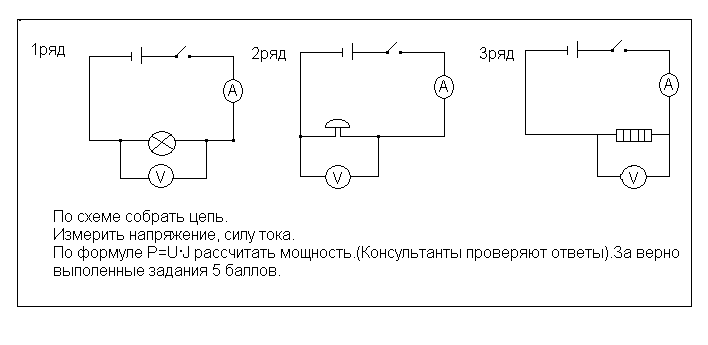 1ряд 2ряд 3ряд
A A A
V V V
По схеме собрать цепь.
Измерить напряжение, силу тока.
По формуле P=U·J рассчитать мощность.(Консультанты проверяют ответы).За верно
выполенные задания 5 баллов.